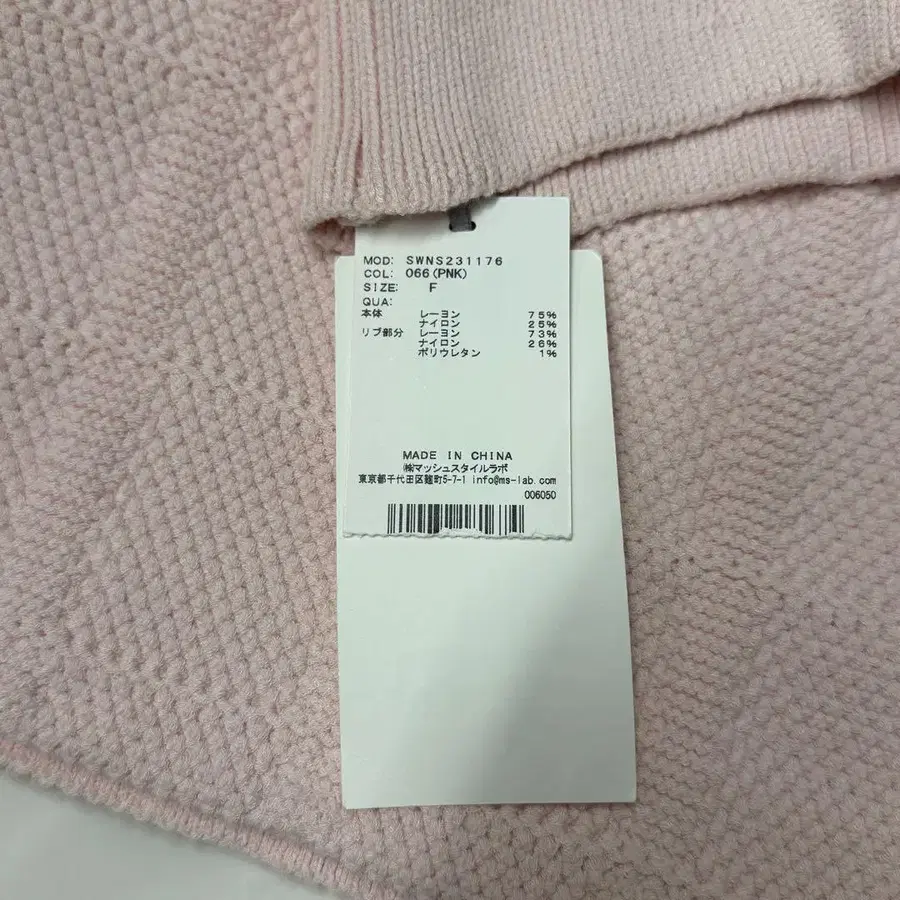 MOD: SWNS231176
COL: 066(PNK)
SIZE: F
QUA:
本体 レーヨン 75%
ナイロン 25%
リブ部分 レーヨン 73%
ナイロン 26%
ポリウレタン 1%
MADE IN CHINA
㈱マッシュスタイルラボ
東京都千代田区麹町5-7-1 info@ms-lab.com
006050